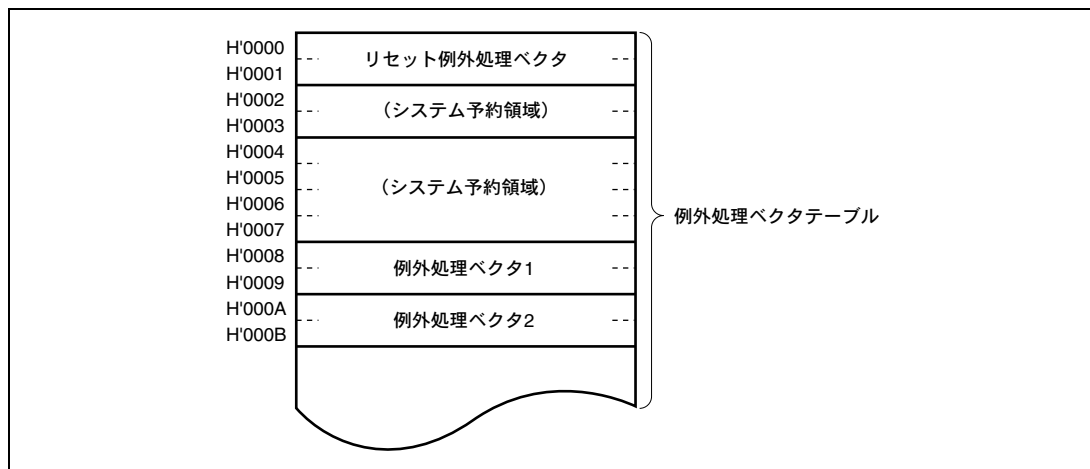 H'0000
H'0001
リセット例外処理ベクタ
H'0002
H'0003
(システム予約領域)
H'0004
H'0005
H'0006
H'0007
(システム予約領域)
H'0008
H'0009
例外処理ベクタ1
H'000A
H'000B
例外処理ベクタ2
例外処理ベクタテーブル